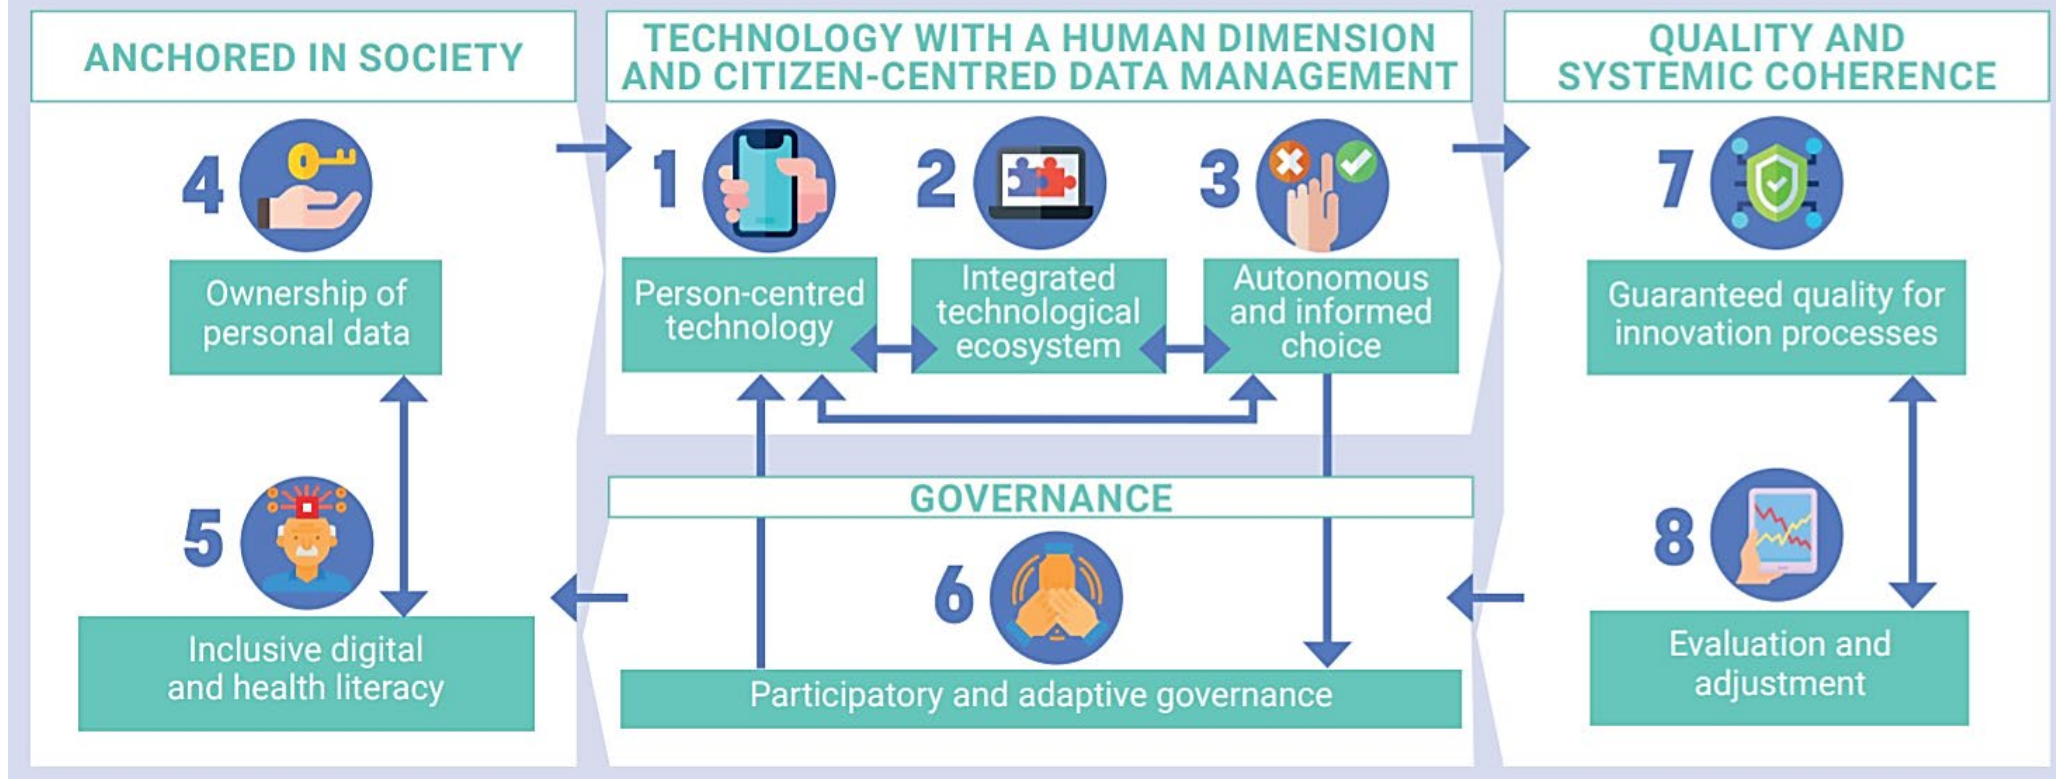 ANCHORED IN SOCIETY
4
Ownership of
personal data
5
Inclusive digital
and health literacy
TECHNOLOGY WITH A HUMAN DIMENSION
AND CITIZEN-CENTRED DATA MANAGEMENT
1
Person-centred
technology
2
Integrated
technological
ecosystem
3
Autonomous
and informed
choice
GOVERNANCE
6
Participatory and adaptive governance
QUALITY AND
SYSTEMIC COHERENCE
7
Guaranteed quality for
innovation processes
8
Evaluation and
adjustment